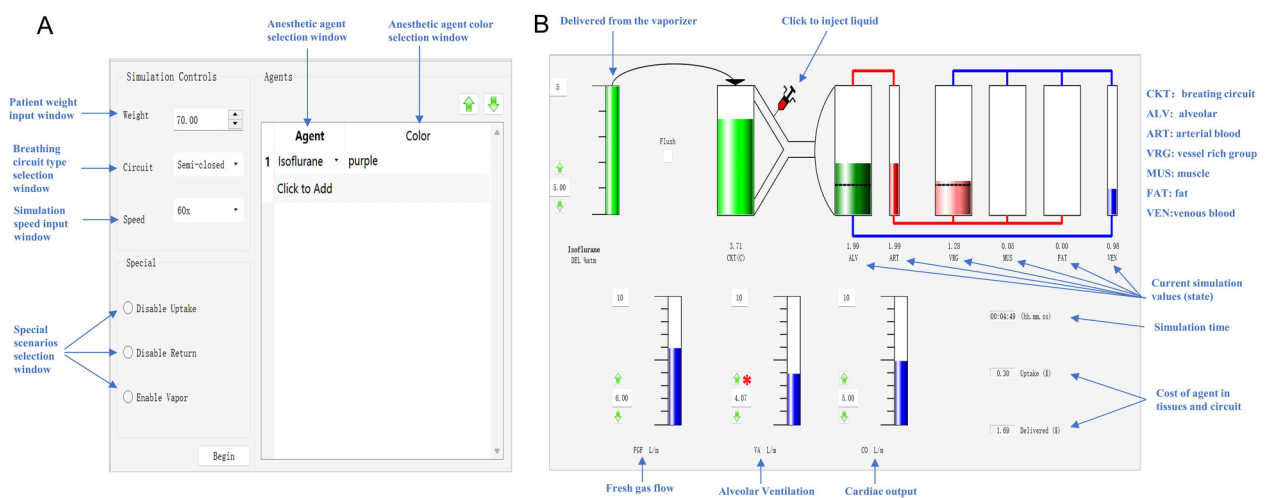 A
Anesthetic agent
selection window
Anesthetic agent color
selection window
Simulation Controls
Agents
Patient weight
input window
Weight
70.00
Agent
Color
Breathing
circuit type
selection
window
Circuit
Semi-closed
1 Isoflurane purple
Click to Add
Simulation
speed input
window
Speed
60x
Special
Special
scenarios
selection
window
Disable Uptake
Disable Return
Enable Vapor
Begin
B
Delivered from the vaporizer
Click to inject liquid
5
Flush
5.00
CKT: breating circuit
ALV: alveolar
ART: arterial blood
VRG: vessel rich group
MUS: muscle
FAT: fat
VEN:venous blood
Isoflurane
DEL %atm
3.71
CKT(C)
1.99
ALV
1.99
ART
1.28
VRG
0.05
MUS
0.00
FAT
0.98
VEN
Current simulation
values (state)
10
6.00
FGF L/m
Fresh gas flow
10
*
4.07
VA L/m
Alveolar Ventilation
10
5.00
CO L/m
Cardiac output
00:04:49 (hh.mm.ss)
Simulation time
0.30 Uptake ($)
1.69 Delivered ($)
Cost of agent in
tissues and circuit